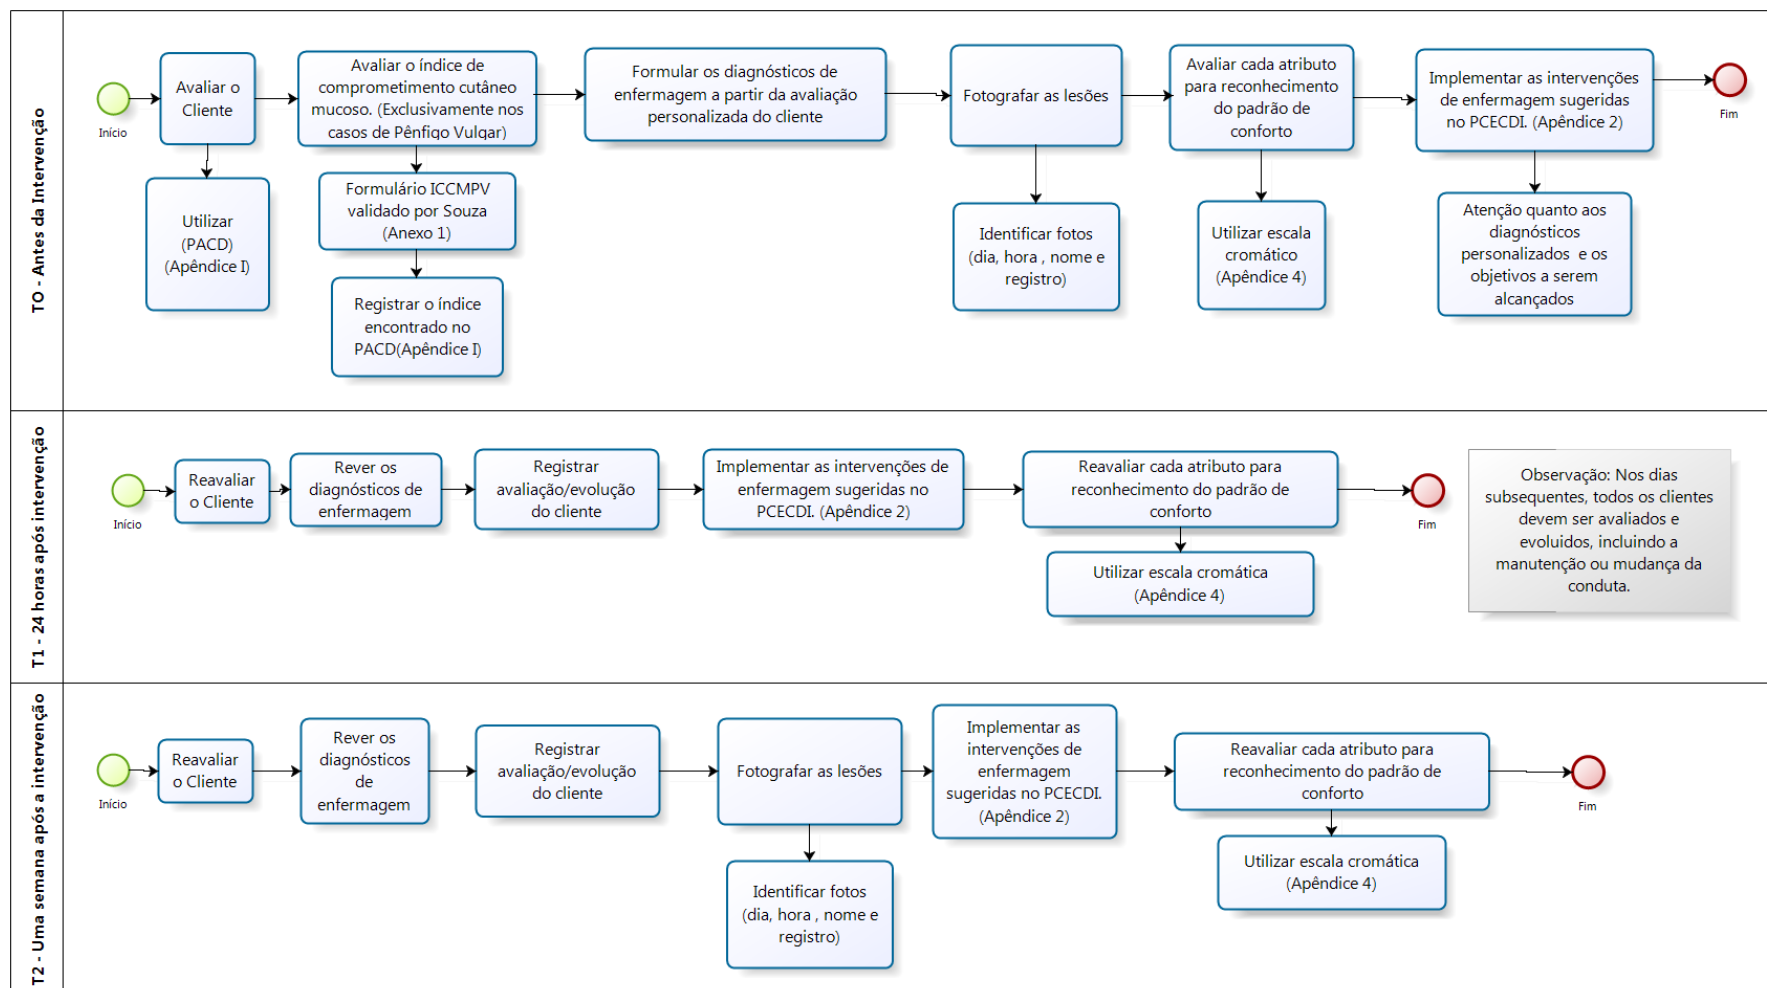 TO - Antes da Intervenção
Início
Avaliar o
Cliente
Utilizar
(PACD)
(Apêndice I)
Avaliar o índice de
comprometimento cutâneo
mucoso. (Exclusivamente nos
casos de Pênfigo Vulgar)
Formulário ICCMPV
validado por Souza
(Anexo 1)
Registrar o índice
encontrado no
PACD(Apêndice I)
Formular os diagnósticos de
enfermagem a partir da avaliação
personalizada do cliente
Fotografar as lesões
Identificar fotos
(dia, hora , nome e
registro)
Avaliar cada atributo
para reconhecimento
do padrão de
conforto
Utilizar escala
cromático
(Apêndice 4)
Implementar as intervenções
de enfermagem sugeridas
no PCECDI. (Apêndice 2)
Atenção quanto aos
diagnósticos
personalizados e os
objetivos a serem
alcançados
Fim
T1 - 24 horas após intervenção
Início
Reavaliar
o Cliente
Rever os
diagnósticos de
enfermagem
Registrar
avaliação/evolução
do cliente
Implementar as intervenções de
enfermagem sugeridas no
PCECDI. (Apêndice 2)
Reavaliar cada atributo para
reconhecimento do padrão de
conforto
Utilizar escala cromática
(Apêndice 4)
Fim
Observação: Nos dias
subsequentes, todos os clientes
devem ser avaliados e
evoluidos, incluindo a
manutenção ou mudança da
conduta.
T2 - Uma semana após a intervenção
Início
Reavaliar
o Cliente
Rever os
diagnósticos
de
enfermagem
Registrar
avaliação/evolução
do cliente
Fotografar as lesões
Identificar fotos
(dia, hora , nome e
registro)
Implementar as
intervenções de
enfermagem
sugeridas no PCECDI.
(Apêndice 2)
Reavaliar cada atributo para
reconhecimento do padrão de
conforto
Utilizar escala cromática
(Apêndice 4)
Fim